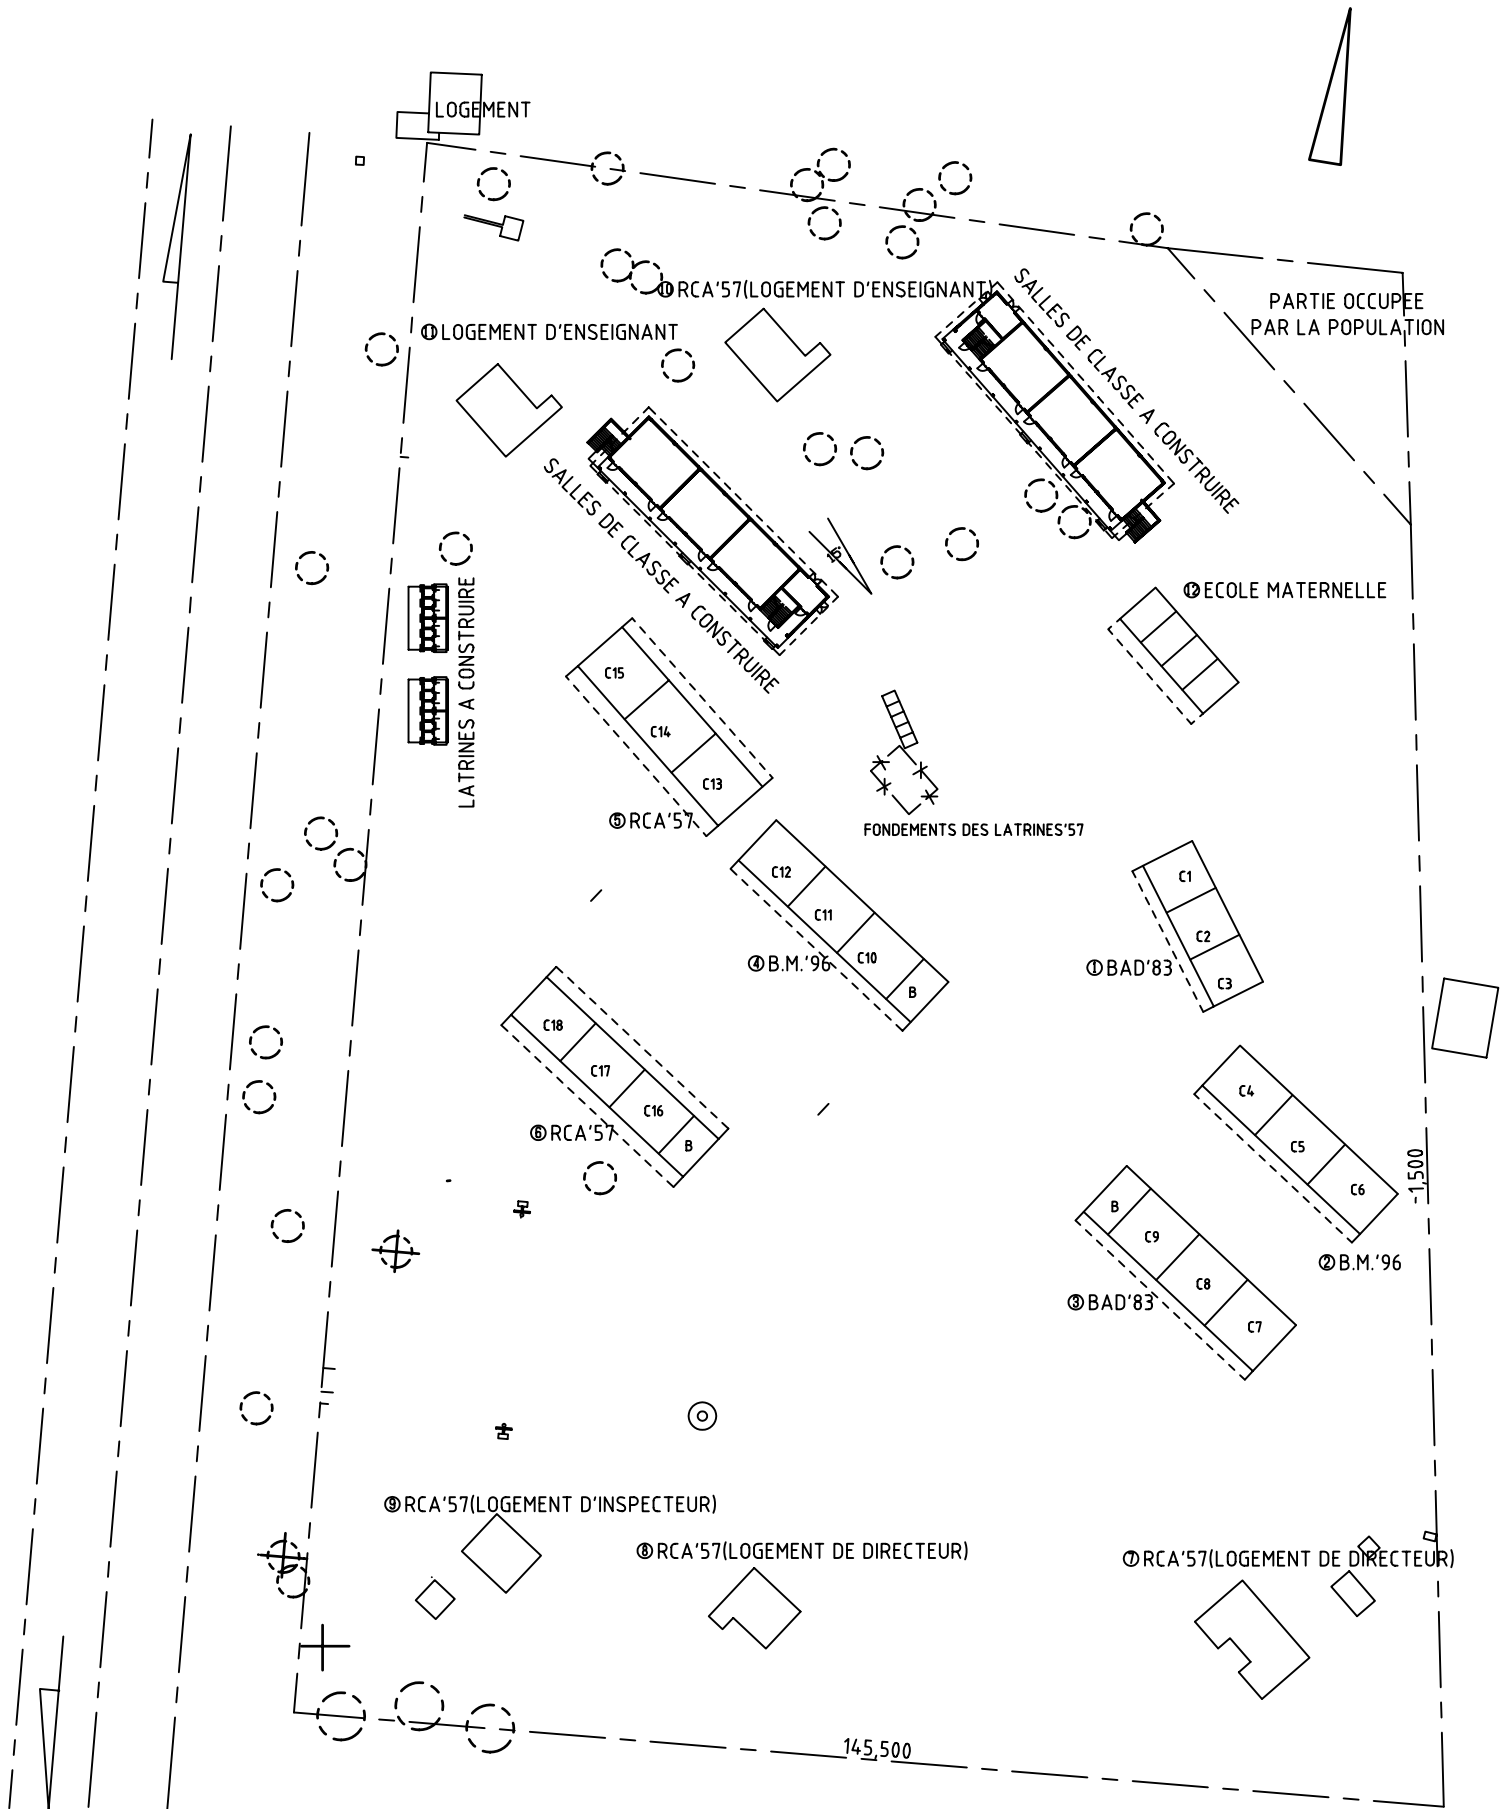 LOGEMENT
⑩RCA'57(LOGEMENT D'ENSEIGNANT)
SALLES DE CLASSE A CONSTRUIRE
PARTIE OCCUPEE
PAR LA POPULATION
⑪LOGEMENT D'ENSEIGNANT
SALLES DE CLASSE A CONSTRUIRE
LATRINES A CONSTRUIRE
⑫ECOLE MATERNELLE
C15
C14
C13
⑤RCA'57
FONDEMENTS DES LATRINES'57
C12
C11
C10
B
④B.M.'96
C1
C2
C3
①BAD'83
C18
C17
C16
B
⑥RCA'57
C4
C5
C6
②B.M.'96
1,500
B
C9
C8
C7
③BAD'83
⑨RCA'57(LOGEMENT D'INSPECTEUR)
⑧RCA'57(LOGEMENT DE DIRECTEUR)
⑦RCA'57(LOGEMENT DE DIRECTEUR)
145,500